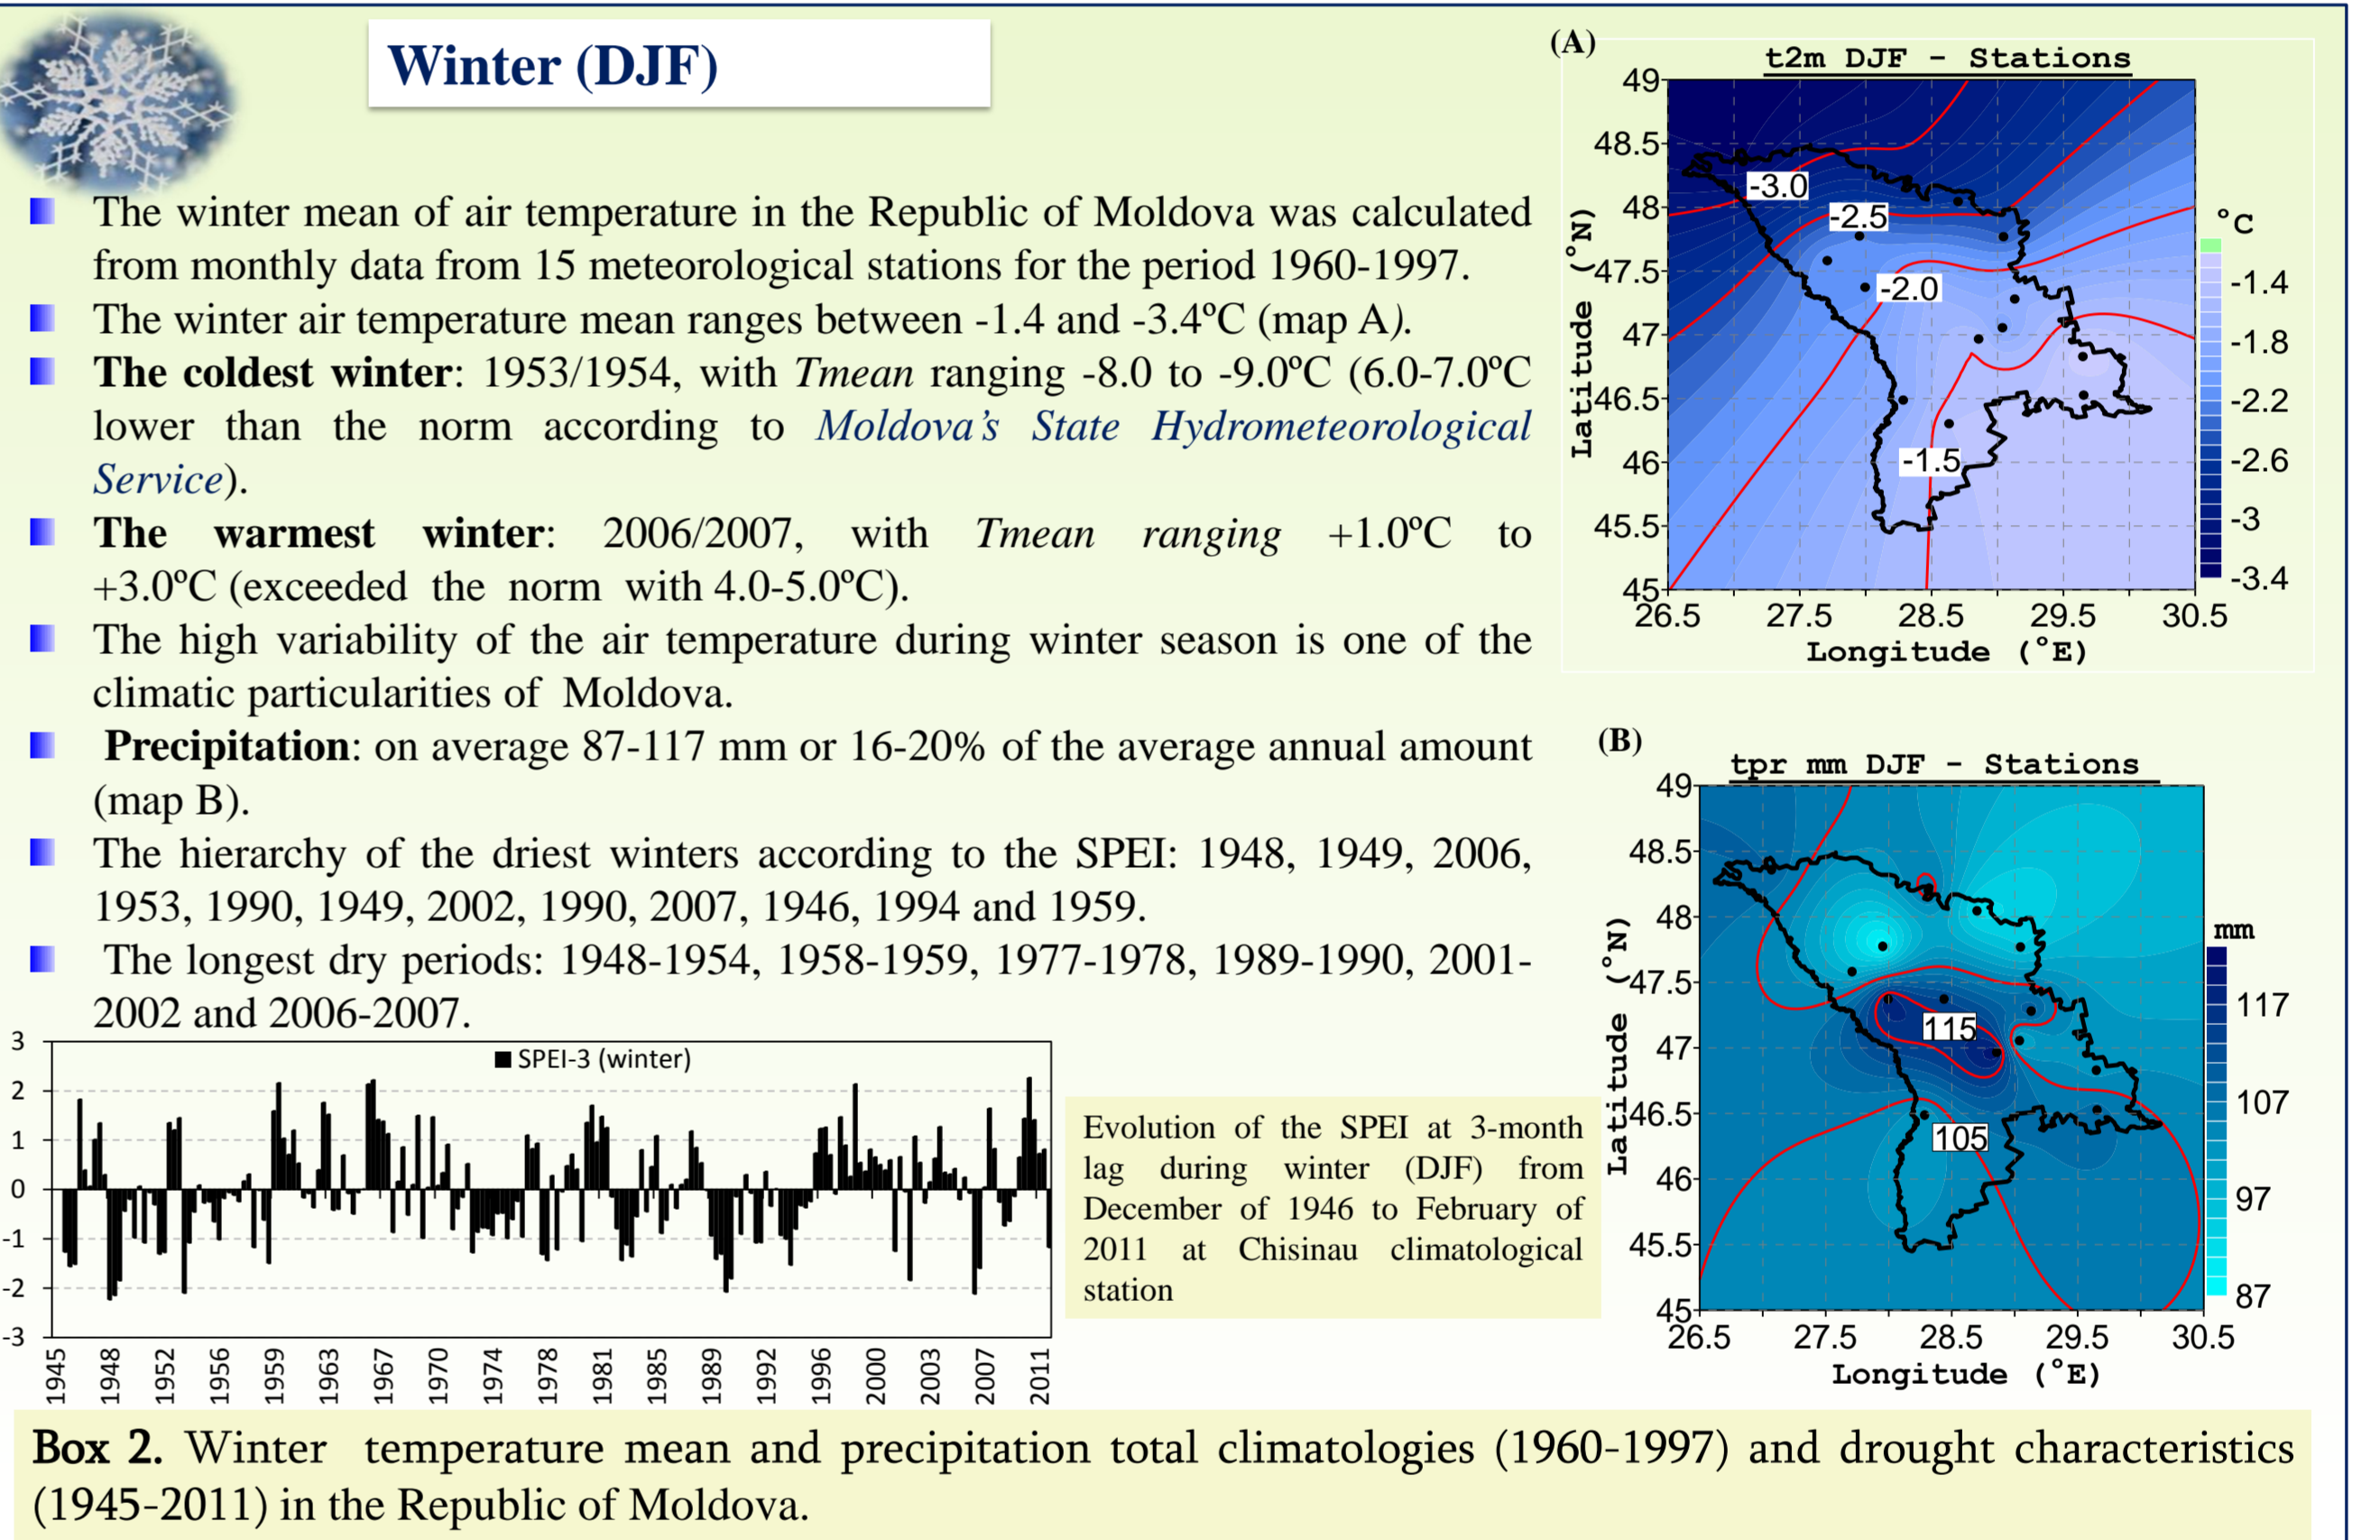 Winter (DJF)
The winter mean of air temperature in the Republic of Moldova was calculated
from monthly data from 15 meteorological stations for the period 1960-1997.
The winter air temperature mean ranges between -1.4 and -3.4ºC (map A).
The coldest winter: 1953/1954, with Tmean ranging -8.0 to -9.0ºC (6.0-7.0ºC
lower than the norm according to Moldova's State Hydrometeorological
Service).
The warmest winter: 2006/2007, with Tmean ranging +1.0ºC to
+3.0ºC (exceeded the norm with 4.0-5.0ºC).
The high variability of the air temperature during winter season is one of the
climatic particularities of Moldova.
Precipitation: on average 87-117 mm or 16-20% of the average annual amount
(map B).
The hierarchy of the driest winters according to the SPEI: 1948, 1949, 2006,
1953, 1990, 1949, 2002, 1990, 2007, 1946, 1994 and 1959.
The longest dry periods: 1948-1954, 1958-1959, 1977-1978, 1989-1990, 2001-
2002 and 2006-2007.
SPEI-3 (winter)
3
2
1
0
-1
-2
-3
1945 1948 1952 1956 1959 1963 1967 1970 1974 1978 1981 1985 1989 1992 1996 2000 2003 2007 2011
Evolution of the SPEI at 3-month
lag during winter (DJF) from
December of 1946 to February of
2011 at Chisinau climatological
station
(A)
t2m DJF - Stations
49
48.5
48
47.5
47
46.5
46
45.5
45
Latitude (°N)
-3.0
-2.5
-2.0
-1.5
26.5 27.5 28.5 29.5 30.5
Longitude (°E)
°C
-1.4
-1.8
-2.2
-2.6
-3
-3.4
(B)
tpr mm DJF - Stations
49
48.5
48
47.5
47
46.5
46
45.5
45
Latitude (°N)
115
105
26.5 27.5 28.5 29.5 30.5
Longitude (°E)
mm
117
107
97
87
Box 2. Winter temperature mean and precipitation total climatologies (1960-1997) and drought characteristics
(1945-2011) in the Republic of Moldova.